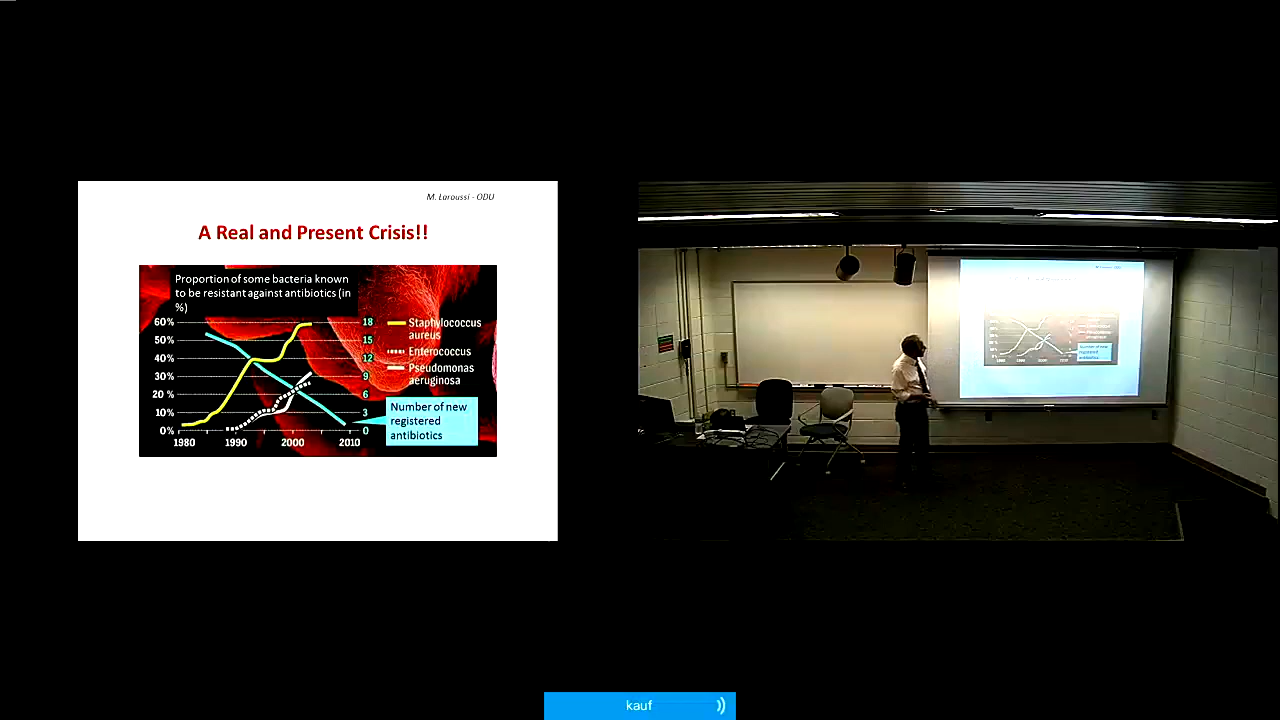 M. Laroussi - ODU
A Real and Present Crisis!!
Proportion of some bacteria known
to be resistant against antibiotics (in
%)
60%
50%
40%
30%
20 %
10%
0%
18
15
12
9
6
3
0
1980
1990
2000
2010
Staphylococcus
aureus
Enterococcus
Pseudomonas
aeruginosa
Number of new
registered
antibiotics
kauf